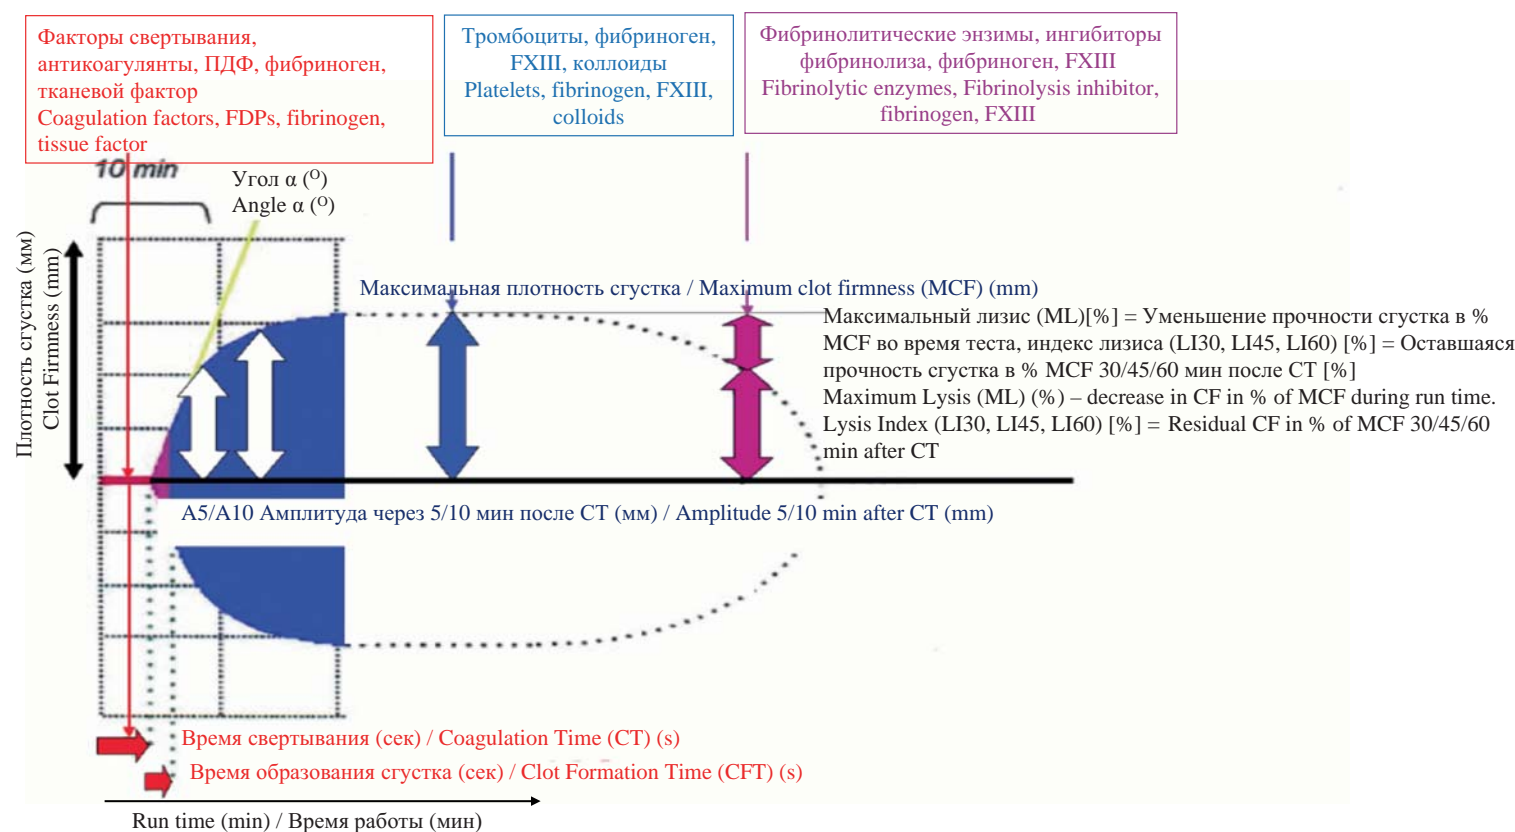 Факторы свертывания,
антикоагулянты, ПДФ, фибриноген,
тканевой фактор
Coagulation factors, FDPs, fibrinogen,
tissue factor
Тромбоциты, фибриноген,
FXIII, коллоиды
Platelets, fibrinogen, FXIII,
colloids
Фибринолитические энзимы, ингибиторы
фибринолиза, фибриноген, FXIII
Fibrinolytic enzymes, Fibrinolysis inhibitor,
fibrinogen, FXIII
10 min
Угол α (О)
Angle α (O)
Плотность сгустка (мм)
Clot Firmness (mm)
Максимальная плотность сгустка / Maximum clot firmness (MCF) (mm)
Максимальный лизис (ML)[%] = Уменьшение прочности сгустка в %
MCF во время теста, индекс лизиса (LI30, LI45, LI60) [%] = Оставшаяся
прочность сгустка в % MCF 30/45/60 мин после CT [%]
Maximum Lysis (ML) (%) – decrease in CF in % of MCF during run time.
Lysis Index (LI30, LI45, LI60) [%] = Residual CF in % of MCF 30/45/60
min after CT
A5/A10 Амплитуда через 5/10 мин после CT (мм) / Amplitude 5/10 min after CT (mm)
Время свертывания (сек) / Coagulation Time (CT) (s)
Время образования сгустка (сек) / Clot Formation Time (CFT) (s)
Run time (min) / Время работы (мин)